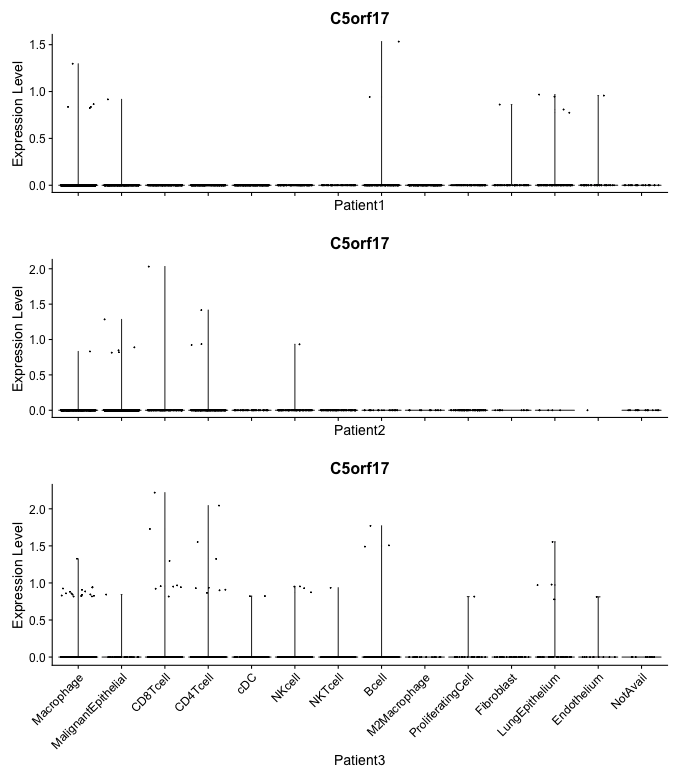 C5orf17
Expression Level
1.5
1.0
0.5
0.0
Patient1
C5orf17
Expression Level
2.0
1.5
1.0
0.5
0.0
Patient2
C5orf17
Expression Level
2.0
1.5
1.0
0.5
0.0
Macrophage
MalignantEpithelial
CD8Tcell
CD4Tcell
cDC
NKcell
NKTcell
Bcell
M2Macrophage
ProliferatingCell
Fibroblast
LungEpithelium
Endothelium
NotAvail
Patient3